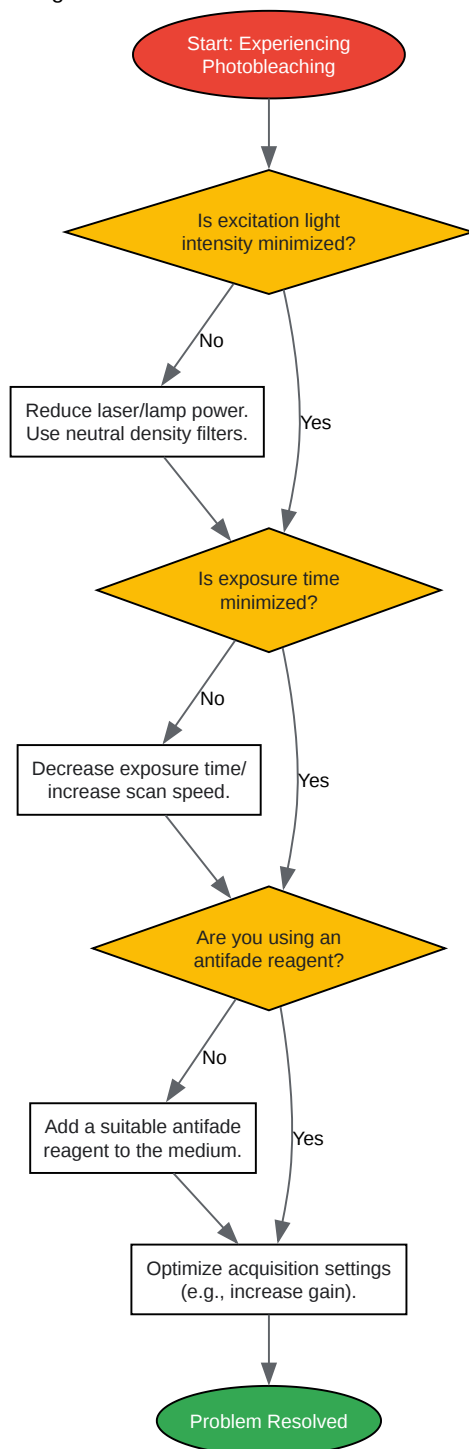 Start: Experiencing
Photobleaching
Is excitation light
intensity minimized?
No
Reduce laser/lamp power.
Use neutral density filters.
Yes
Is exposure time
minimized?
No
Decrease exposure time/
increase scan speed.
Yes
Are you using an
antifade reagent?
No
Add a suitable antifade
reagent to the medium.
Yes
Optimize acquisition settings
(e.g., increase gain).
Problem Resolved